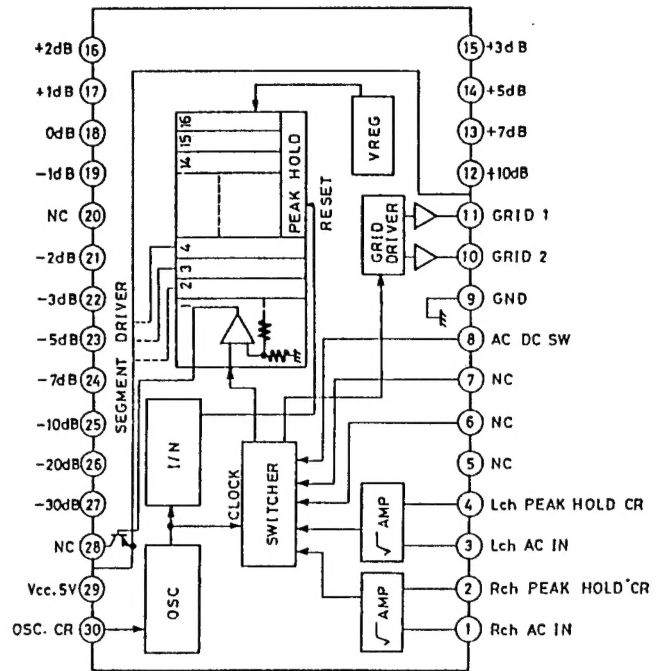 +2dB 16
+1dB 17
0dB 18
-1dB 19
NC 20
-2dB 21
-3dB 22
-5dB 23
-7dB 24
-10dB 25
-20dB 26
-30dB 27
NC 28
Vcc.5V 29
OSC. CR 30
SEGMENT DRIVER
16
15
14
4
3
2
1
PEAK HOLD
RESET
VREG
GRID DRIVER
I/N
CLOCK
SWITCHER
OSC
√AMP
√AMP
15 +3dB
14 +5dB
13 +7dB
12 +10dB
11 GRID 1
10 GRID 2
9 GND
8 AC DC SW
7 NC
6 NC
5 NC
4 Lch PEAK HOLD CR
3 Lch AC IN
2 Rch PEAK HOLD CR
1 Rch AC IN